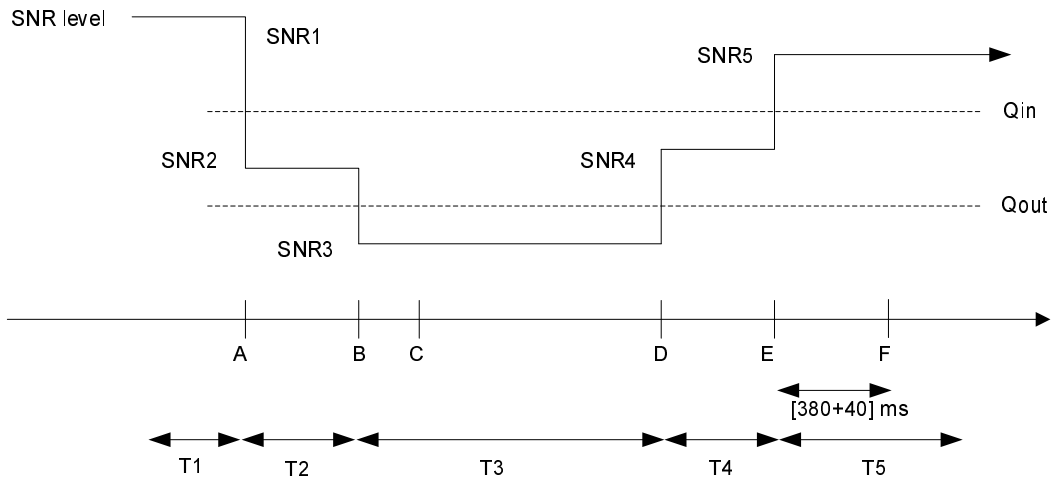 SNR level
SNR1
SNR5
Qin
SNR2
SNR4
Qout
SNR3
A
B
C
D
E
F
[380+40] ms
T1
T2
T3
T4
T5